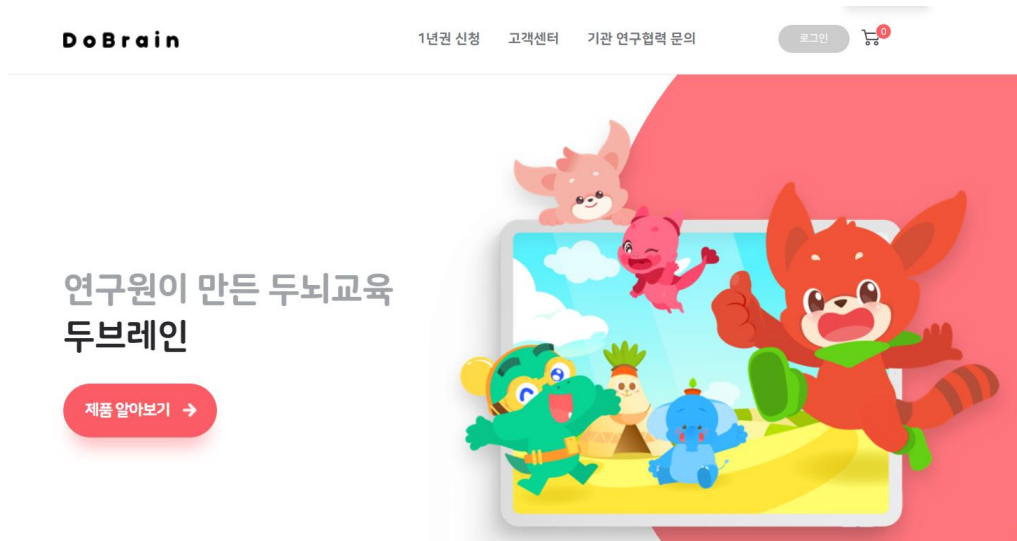 DoBrain
1년권 신청
고객센터
기관 연구협력 문의
로그인
0
연구원이 만든 두뇌교육
두브레인
제품 알아보기 →